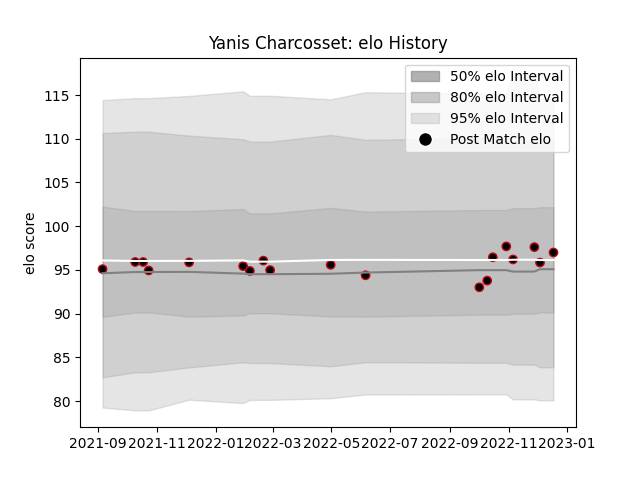 Yanis Charcosset: elo History
50% elo Interval
80% elo Interval
95% elo Interval
Post Match elo
elo score
115
110
105
100
95
90
85
80
2021-09 2021-11 2022-01 2022-03 2022-05 2022-07 2022-09 2022-11 2023-01